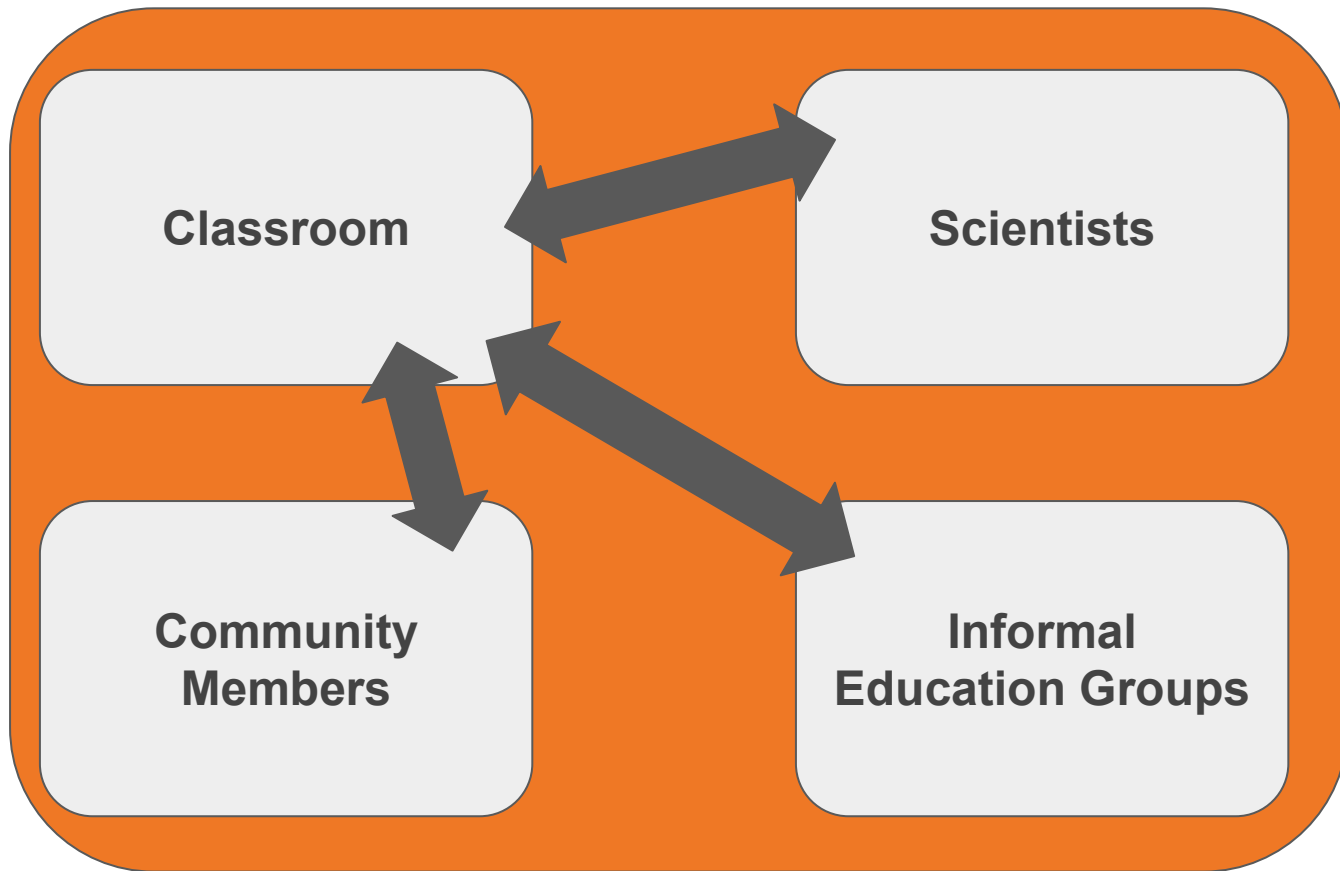 Classroom
Scientists
Community
Members
Informal
Education Groups